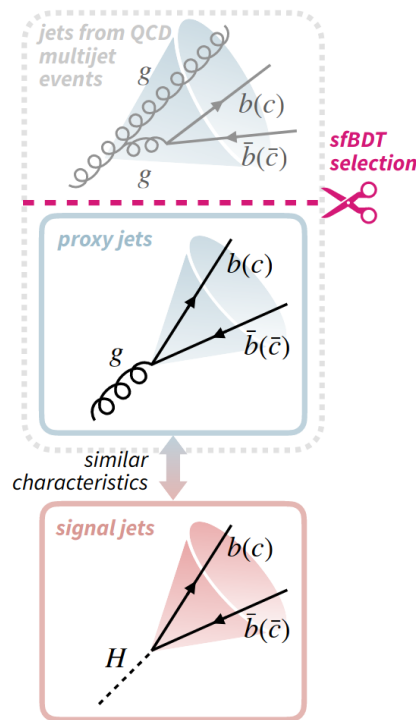 jets from QCD
multijet
events
g
b(c)
b̄(c̄)
g
sfBDT
selection
proxy jets
b(c)
b̄(c̄)
g
similar
characteristics
signal jets
b(c)
b̄(c̄)
H